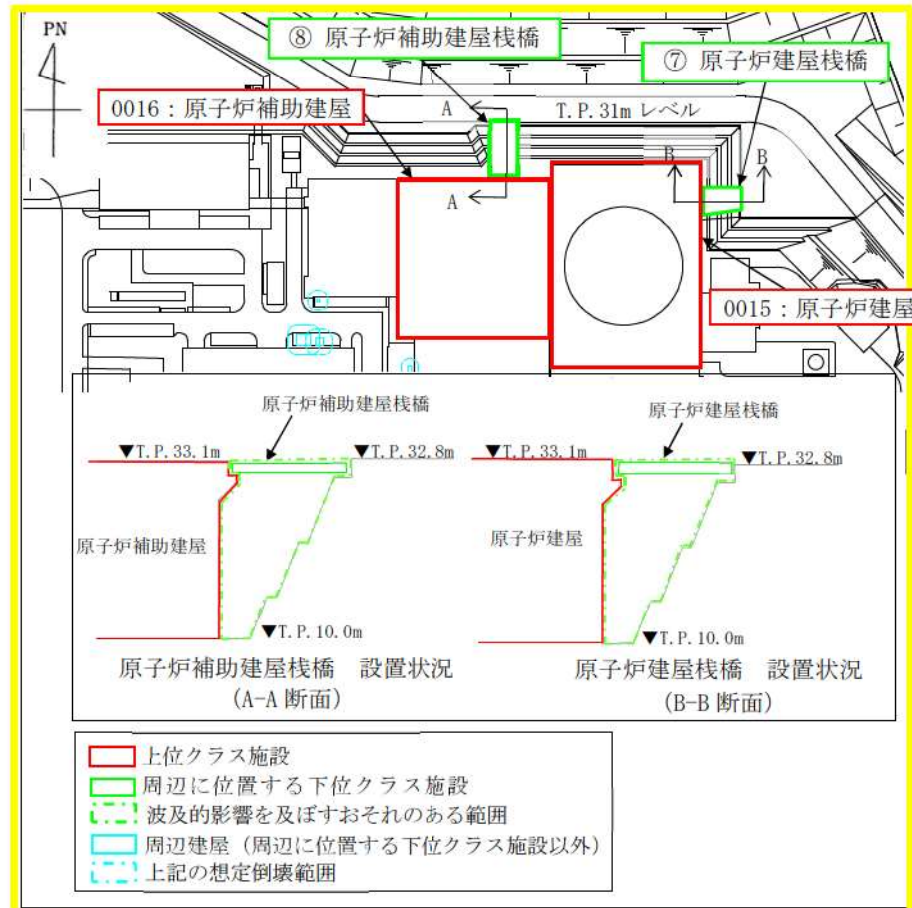 PN
⑧ 原子炉補助建屋桟橋
⑦ 原子炉建屋桟橋
0016：原子炉補助建屋
A
T.P.31m レベル
B
B
A
0015：原子炉建屋
原子炉補助建屋桟橋
原子炉建屋桟橋
▼T.P.33.1m
▼T.P.32.8m
▼T.P.33.1m
▼T.P.32.8m
原子炉補助建屋
原子炉建屋
▼T.P.10.0m
▼T.P.10.0m
原子炉補助建屋桟橋 設置状況
(A-A 断面)
原子炉建屋桟橋 設置状況
(B-B 断面)
上位クラス施設
周辺に位置する下位クラス施設
波及的影響を及ぼすおそれのある範囲
周辺建屋（周辺に位置する下位クラス施設以外）
上記の想定倒壊範囲